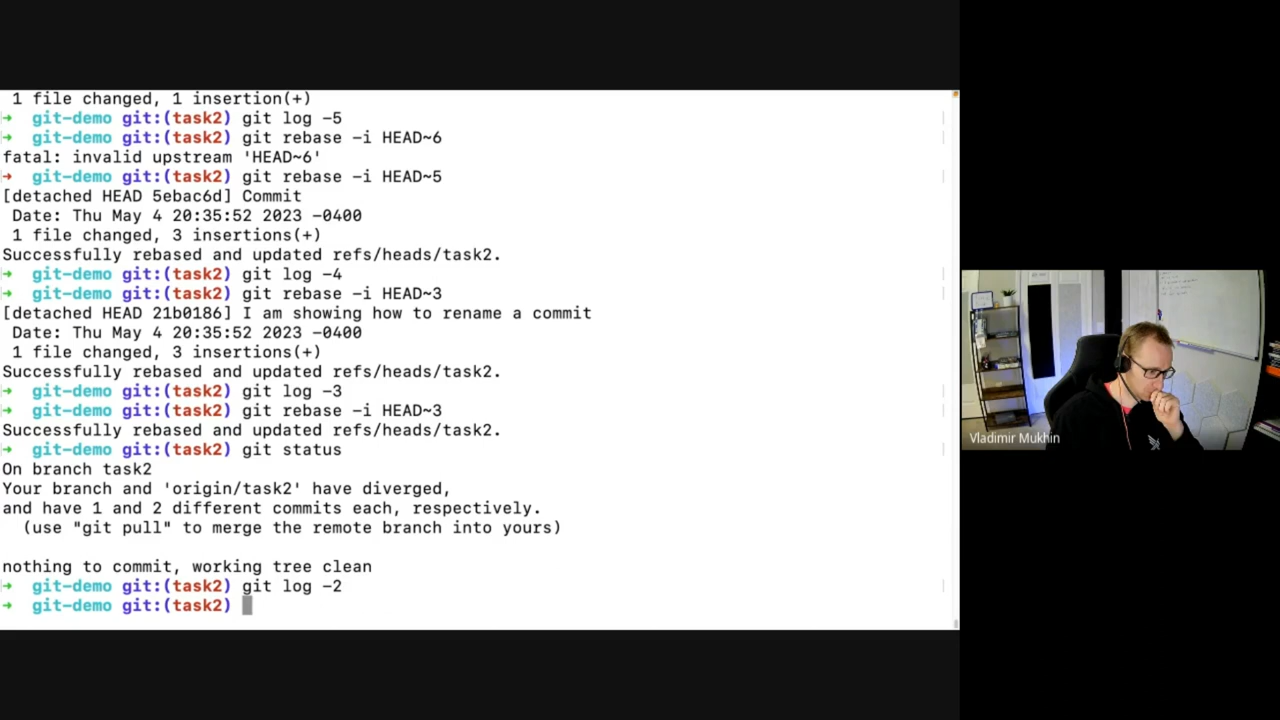 1 file changed, 1 insertion(+)
→ git-demo git:(task2) git log -5
→ git-demo git:(task2) git rebase -i HEAD~6
fatal: invalid upstream 'HEAD~6'
→ git-demo git:(task2) git rebase -i HEAD~5
[detached HEAD 5ebac6d] Commit
Date: Thu May 4 20:35:52 2023 -0400
1 file changed, 3 insertions(+)
Successfully rebased and updated refs/heads/task2.
→ git-demo git:(task2) git log -4
→ git-demo git:(task2) git rebase -i HEAD~3
[detached HEAD 21b0186] I am showing how to rename a commit
Date: Thu May 4 20:35:52 2023 -0400
1 file changed, 3 insertions(+)
Successfully rebased and updated refs/heads/task2.
→ git-demo git:(task2) git log -3
→ git-demo git:(task2) git rebase -i HEAD~3
Successfully rebased and updated refs/heads/task2.
→ git-demo git:(task2) git status
On branch task2
Your branch and 'origin/task2' have diverged,
and have 1 and 2 different commits each, respectively.
(use "git pull" to merge the remote branch into yours)
nothing to commit, working tree clean
→ git-demo git:(task2) git log -2
→ git-demo git:(task2)
Vladimir Mukhin